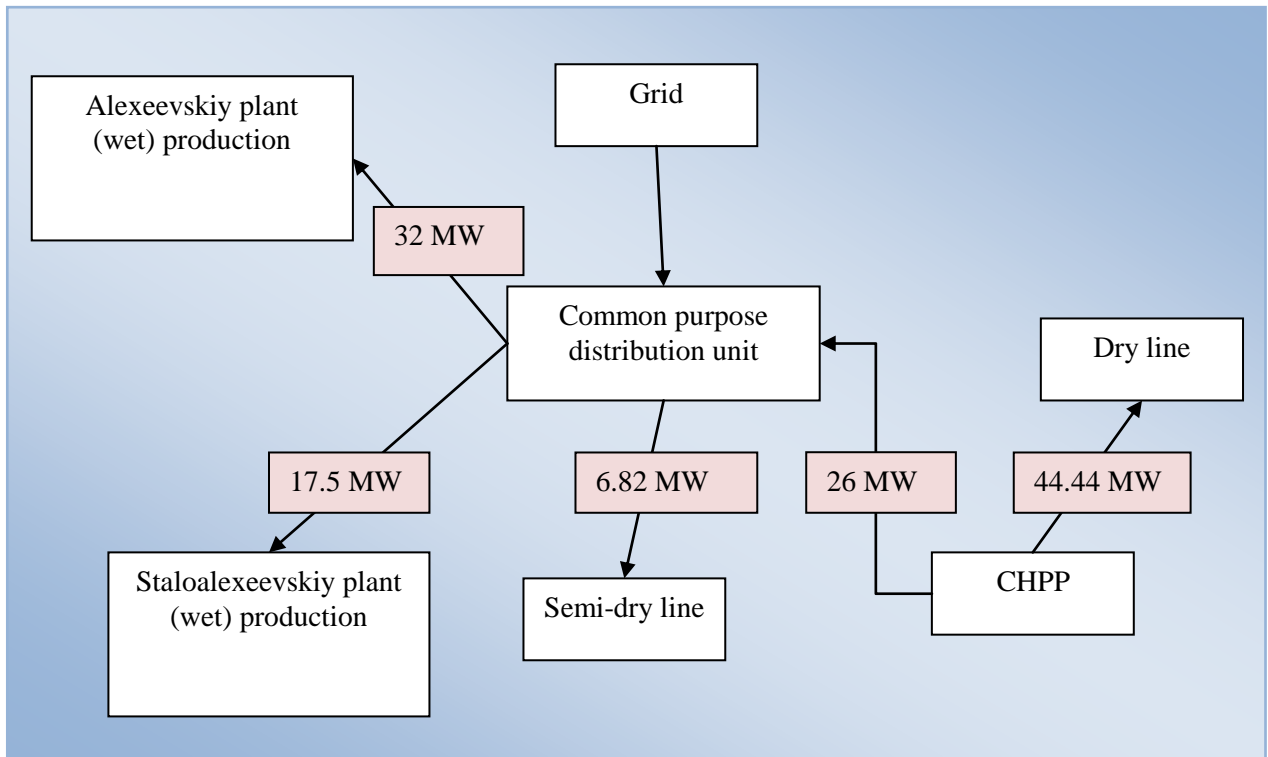 Alexeevskiy plant
(wet) production
Grid
32 MW
Common purpose
distribution unit
Dry line
17.5 MW
6.82 MW
26 MW
44.44 MW
Staloalexeevskiy plant
(wet) production
Semi-dry line
CHPP